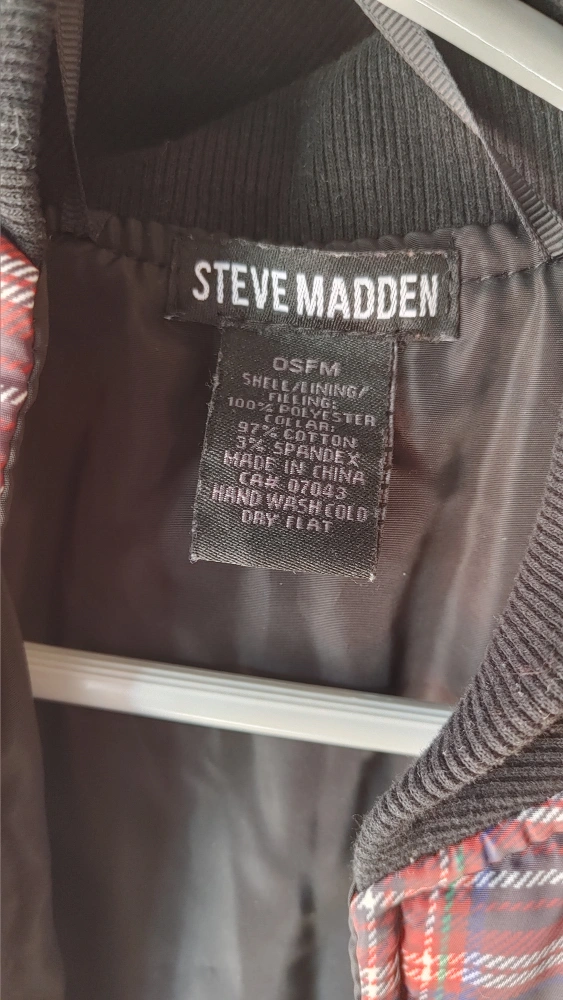 STEVE MADDEN
OSFM
SHELL/LINING/
FILLING:
100% POLYESTER
COLLAR:
97% COTTON
3% SPANDEX
MADE IN CHINA
CA# 07043
HAND WASH COLD
DRY FLAT